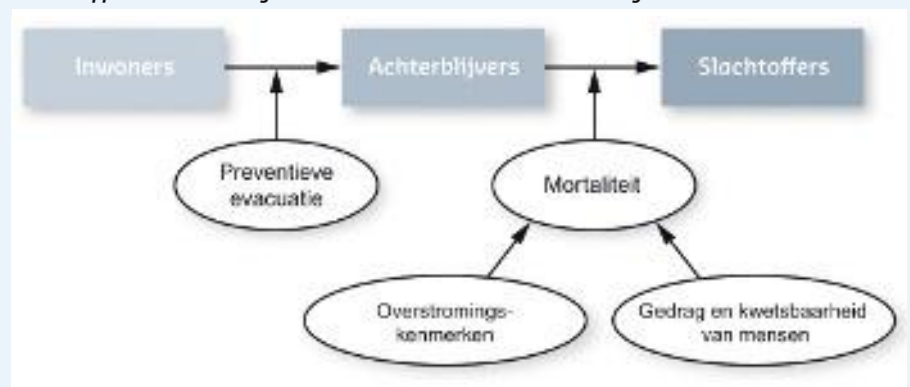 Inwoners
Achterblijvers
Slachtoffers
Preventieve
evacuatie
Mortaliteit
Overstromings-
kenmerken
Gedrag en kwetsbaarheid
van mensen